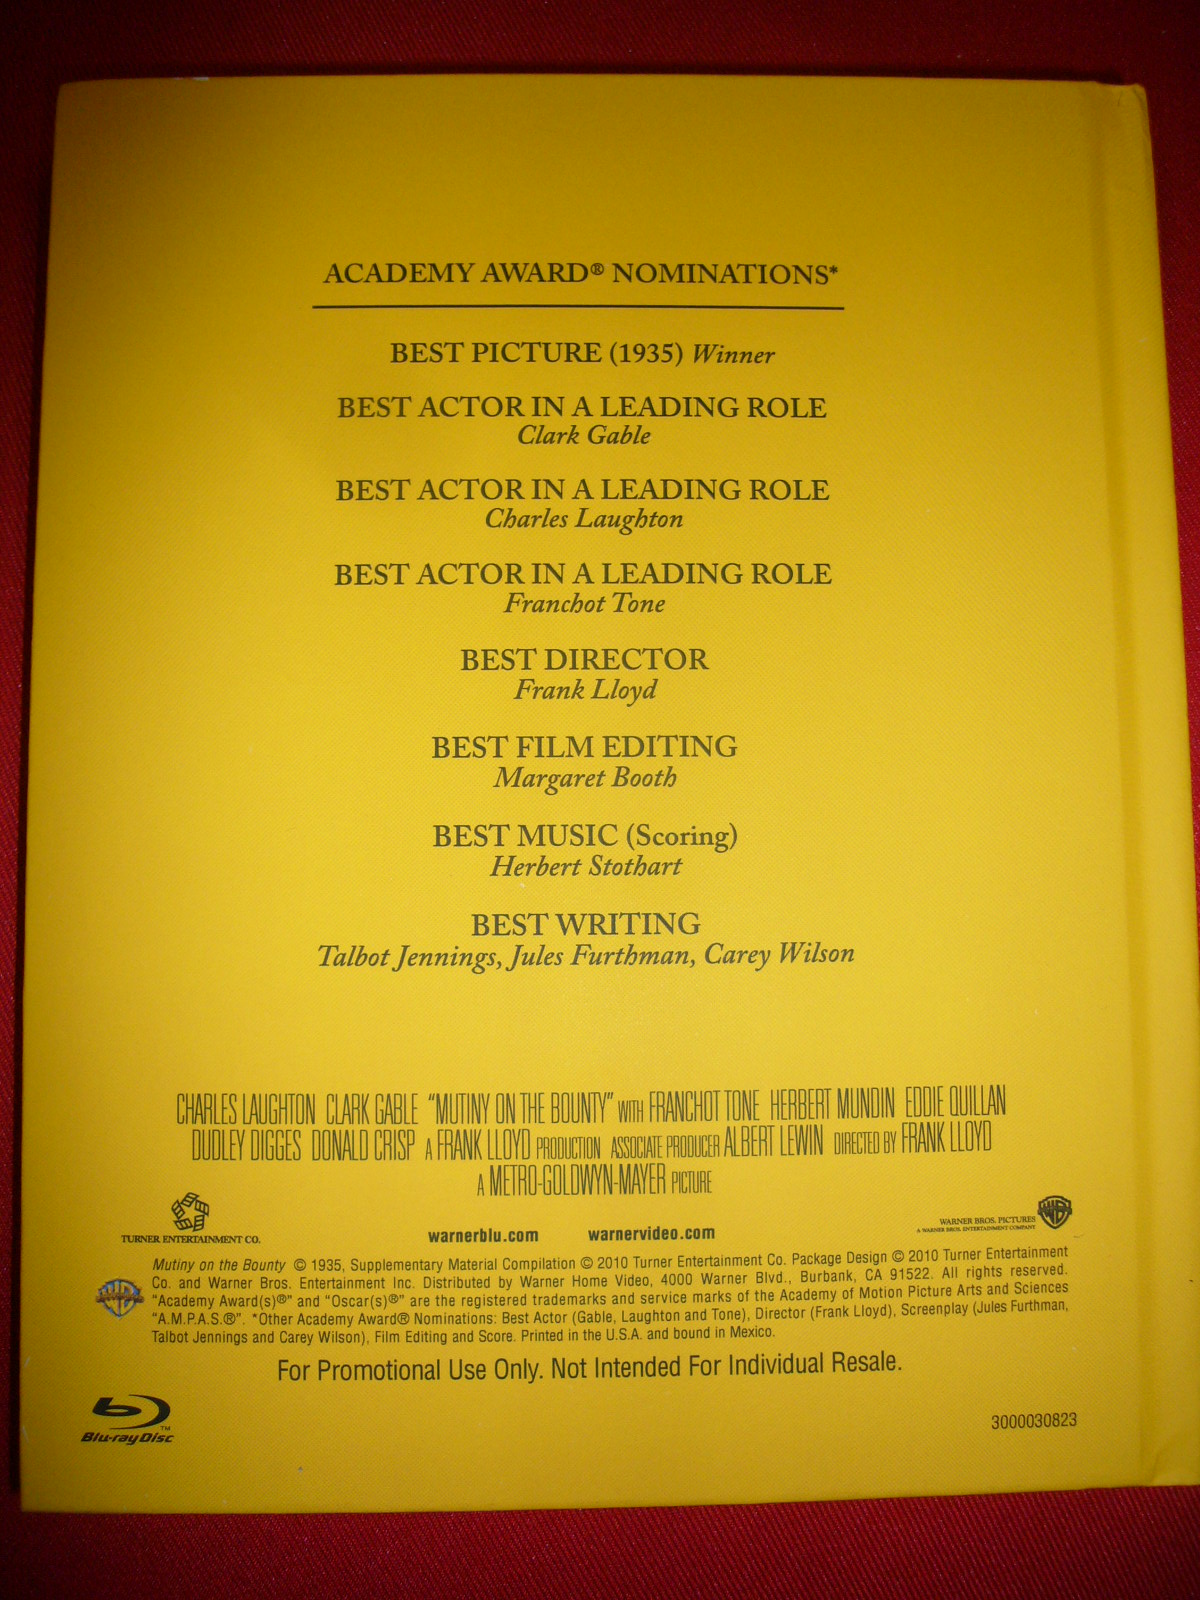 ACADEMY AWARD® NOMINATIONS*
BEST PICTURE (1935) Winner
BEST ACTOR IN A LEADING ROLE
Clark Gable
BEST ACTOR IN A LEADING ROLE
Charles Laughton
BEST ACTOR IN A LEADING ROLE
Franchot Tone
BEST DIRECTOR
Frank Lloyd
BEST FILM EDITING
Margaret Booth
BEST MUSIC (Scoring)
Herbert Stothart
BEST WRITING
Talbot Jennings, Jules Furthman, Carey Wilson
CHARLES LAUGHTON CLARK GABLE "MUTINY ON THE BOUNTY" WITH FRANCHOT TONE HERBERT MUNDIN EDDIE QUILLAN
DUDLEY DIGGES DONALD CRISP A FRANK LLOYD PRODUCTION ASSOCIATE PRODUCER ALBERT LEWIN DIRECTED BY FRANK LLOYD
A METRO-GOLDWYN-MAYER PICTURE
TURNER ENTERTAINMENT CO.
warnerblu.com warnervideo.com
WARNER BROS. PICTURES
A WARNER BROS. ENTERTAINMENT COMPANY
Mutiny on the Bounty © 1935, Supplementary Material Compilation © 2010 Turner Entertainment Co. Package Design © 2010 Turner Entertainment
Co. and Warner Bros. Entertainment Inc. Distributed by Warner Home Video, 4000 Warner Blvd., Burbank, CA 91522. All rights reserved.
"Academy Award(s)®" and "Oscar(s)®" are the registered trademarks and service marks of the Academy of Motion Picture Arts and Sciences
"A.M.P.A.S.®". *Other Academy Award® Nominations: Best Actor (Gable, Laughton and Tone), Director (Frank Lloyd), Screenplay (Jules Furthman,
Talbot Jennings and Carey Wilson), Film Editing and Score. Printed in the U.S.A. and bound in Mexico.
For Promotional Use Only. Not Intended For Individual Resale.
Blu-ray Disc™
3000030823